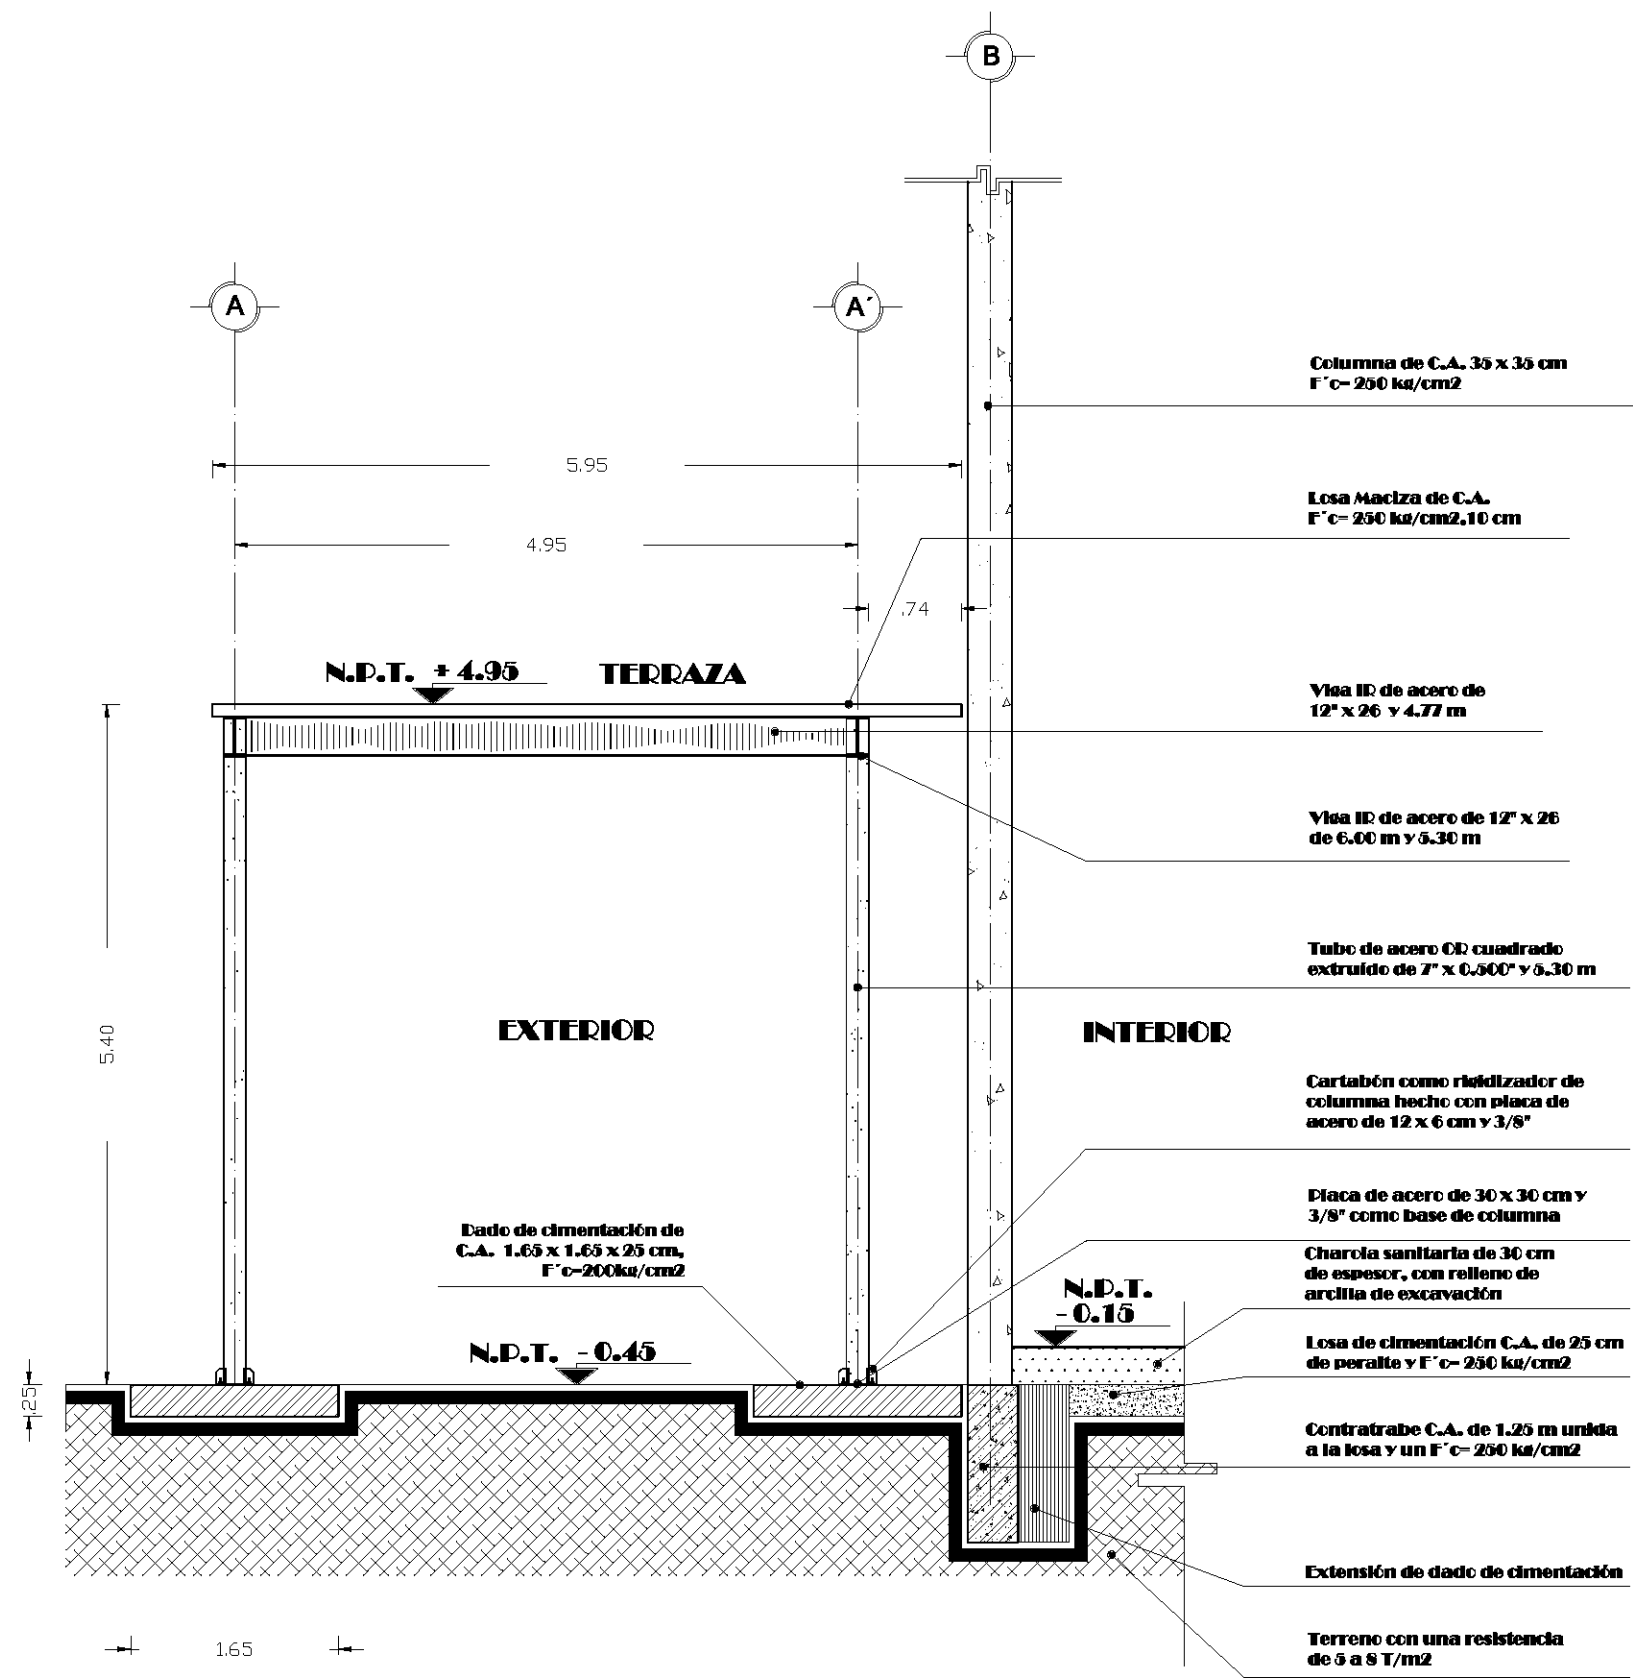 B
A
A´
Columna de C.A. 35 x 35 cm
F´c= 250 kg/cm2
5.95
Losa Maciza de C.A.
F´c= 250 kg/cm2.10 cm
4.95
.74
N.P.T. + 4.95
TERRAZA
Viga IR de acero de
12" x 26 y 4.77 m
Viga IR de acero de 12" x 26
de 6.00 m y 5.30 m
Tubo de acero OR cuadrado
extruído de 7" x 0.500" y 5.30 m
5.40
EXTERIOR
INTERIOR
Cartabón como rigidizador de
columna hecho con placa de
acero de 12 x 6 cm y 3/8"
Placa de acero de 30 x 30 cm y
3/8" como base de columna
Dado de cimentación de
C.A. 1.65 x 1.65 x 25 cm,
F´c=200kg/cm2
Charola sanitaria de 30 cm
de espesor, con relleno de
arcilla de excavación
N.P.T.
- 0.15
N.P.T. - 0.45
Losa de cimentación C.A. de 25 cm
de peralte y F´c= 250 kg/cm2
.25
Contratrabe C.A. de 1.25 m unida
a la losa y un F´c= 250 kg/cm2
Extensión de dado de cimentación
1.65
Terreno con una resistencia
de 5 a 8 T/m2